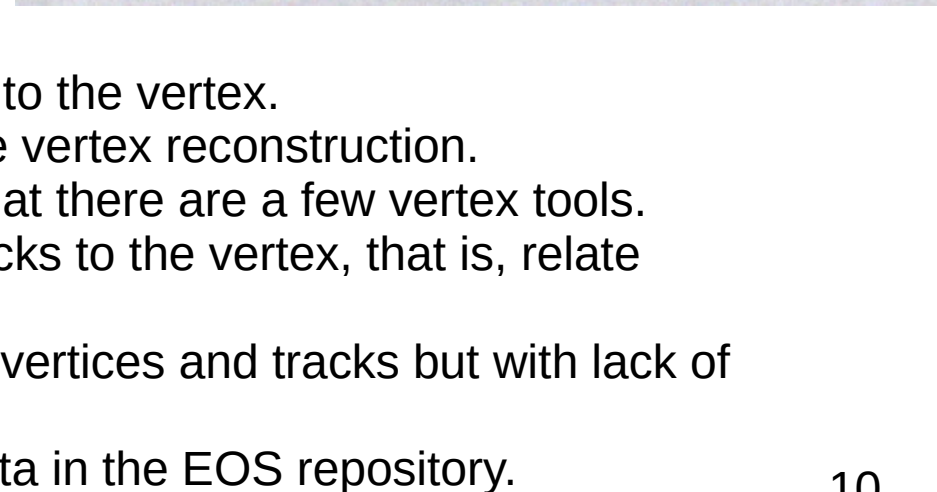 to the vertex.
vertex reconstruction.
at there are a few vertex tools.
cks to the vertex, that is, relate
vertices and tracks but with lack of
ta in the EOS repository.
10